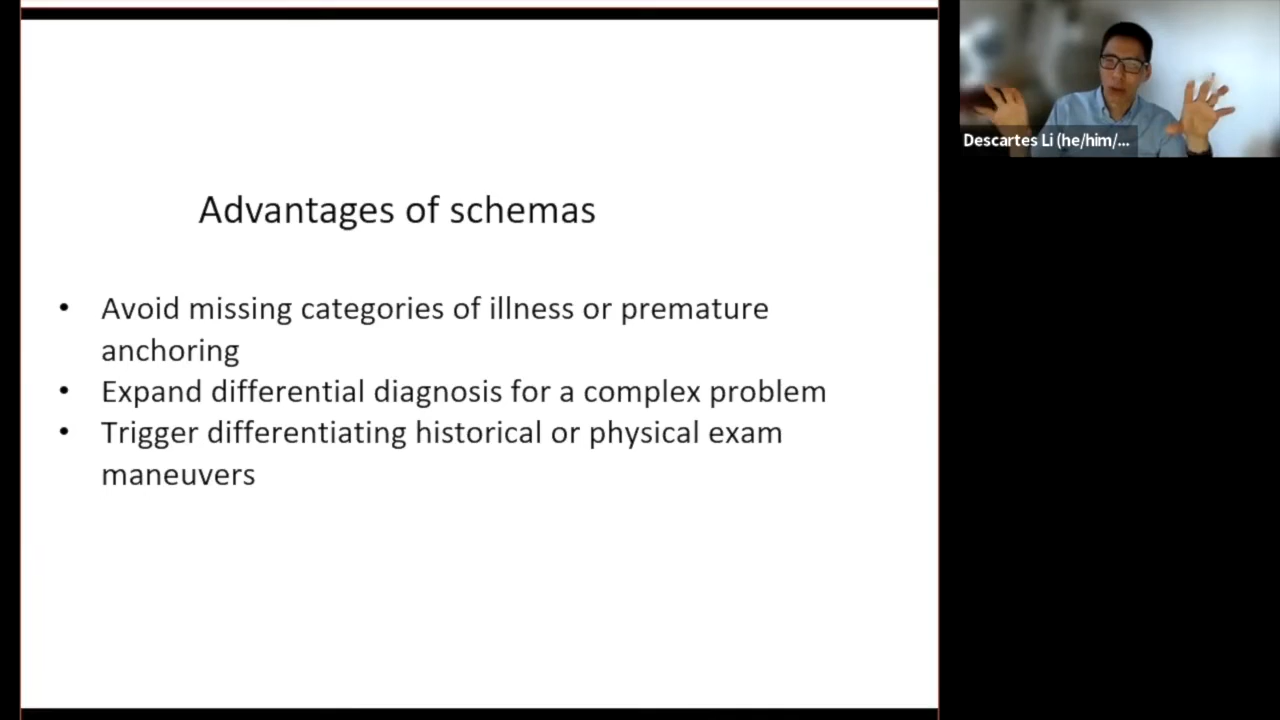 Advantages of schemas
• Avoid missing categories of illness or premature
anchoring
• Expand differential diagnosis for a complex problem
• Trigger differentiating historical or physical exam
maneuvers
Descartes Li (he/him/...